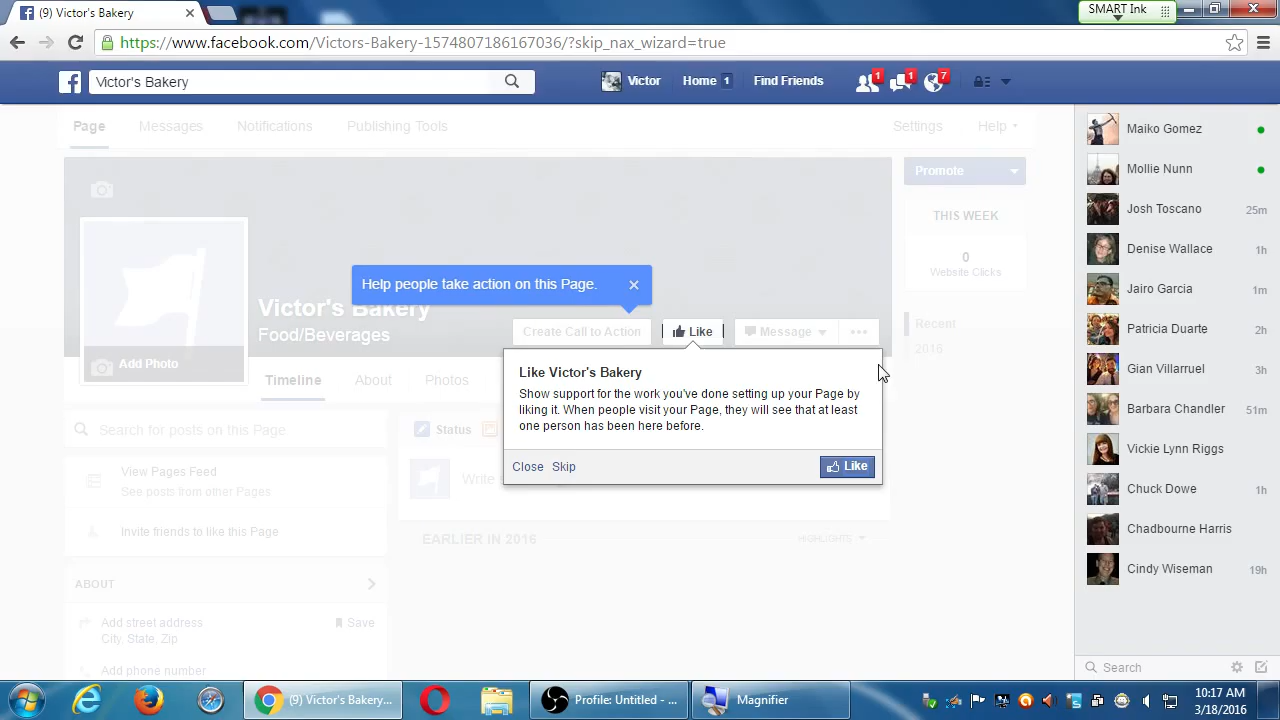 (9) Victor's Bakery
SMART Ink
https://www.facebook.com/Victors-Bakery-1574807186167036/?skip_nax_wizard=true
Victor's Bakery
Victor
Home 1
Find Friends
1
1
7
Page
Messages
Notifications
Publishing Tools
Settings
Help
Promote
THIS WEEK
0
Website Clicks
Recent
2016
Help people take action on this Page.
Victor's Bakery
Food/Beverages
Add Photo
Create Call to Action
Like
Message
Timeline
About
Photos
Like Victor's Bakery
Show support for the work you've done setting up your Page by
liking it. When people visit your Page, they will see that at least
one person has been here before.
Close Skip
Like
Search for posts on this Page
Status
Write
View Pages Feed
See posts from other Pages
Invite friends to like this Page
EARLIER IN 2016
HIGHLIGHTS
ABOUT
Add street address
City, State, Zip
Save
Add phone number
Maiko Gomez
Mollie Nunn
Josh Toscano 25m
Denise Wallace 1h
Jairo Garcia 1m
Patricia Duarte 2h
Gian Villarruel 3h
Barbara Chandler 51m
Vickie Lynn Riggs
Chuck Dowe 1h
Chadbourne Harris
Cindy Wiseman 19h
Search
(9) Victor's Bakery...
Profile: Untitled - ...
Magnifier
10:17 AM
3/18/2016